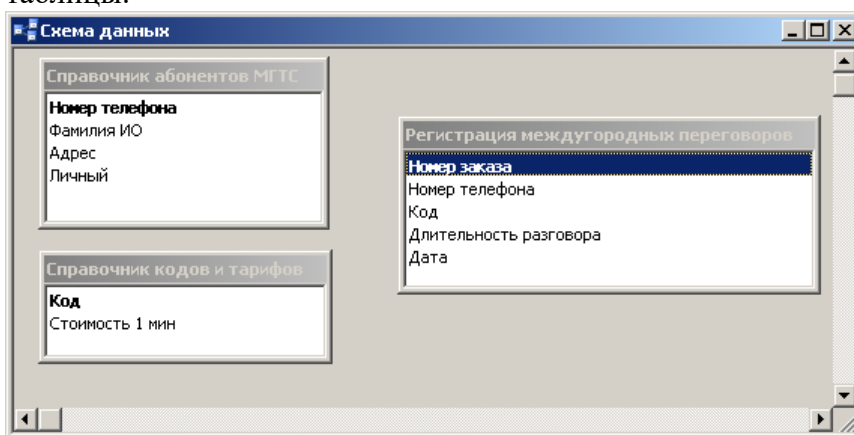 таблицы.
Схема данных
Справочник абонентов МГТС
Номер телефона
Фамилия ИО
Адрес
Личный
Регистрация междугородных переговоров
Номер заказа
Номер телефона
Код
Длительность разговора
Дата
Справочник кодов и тарифов
Код
Стоимость 1 мин